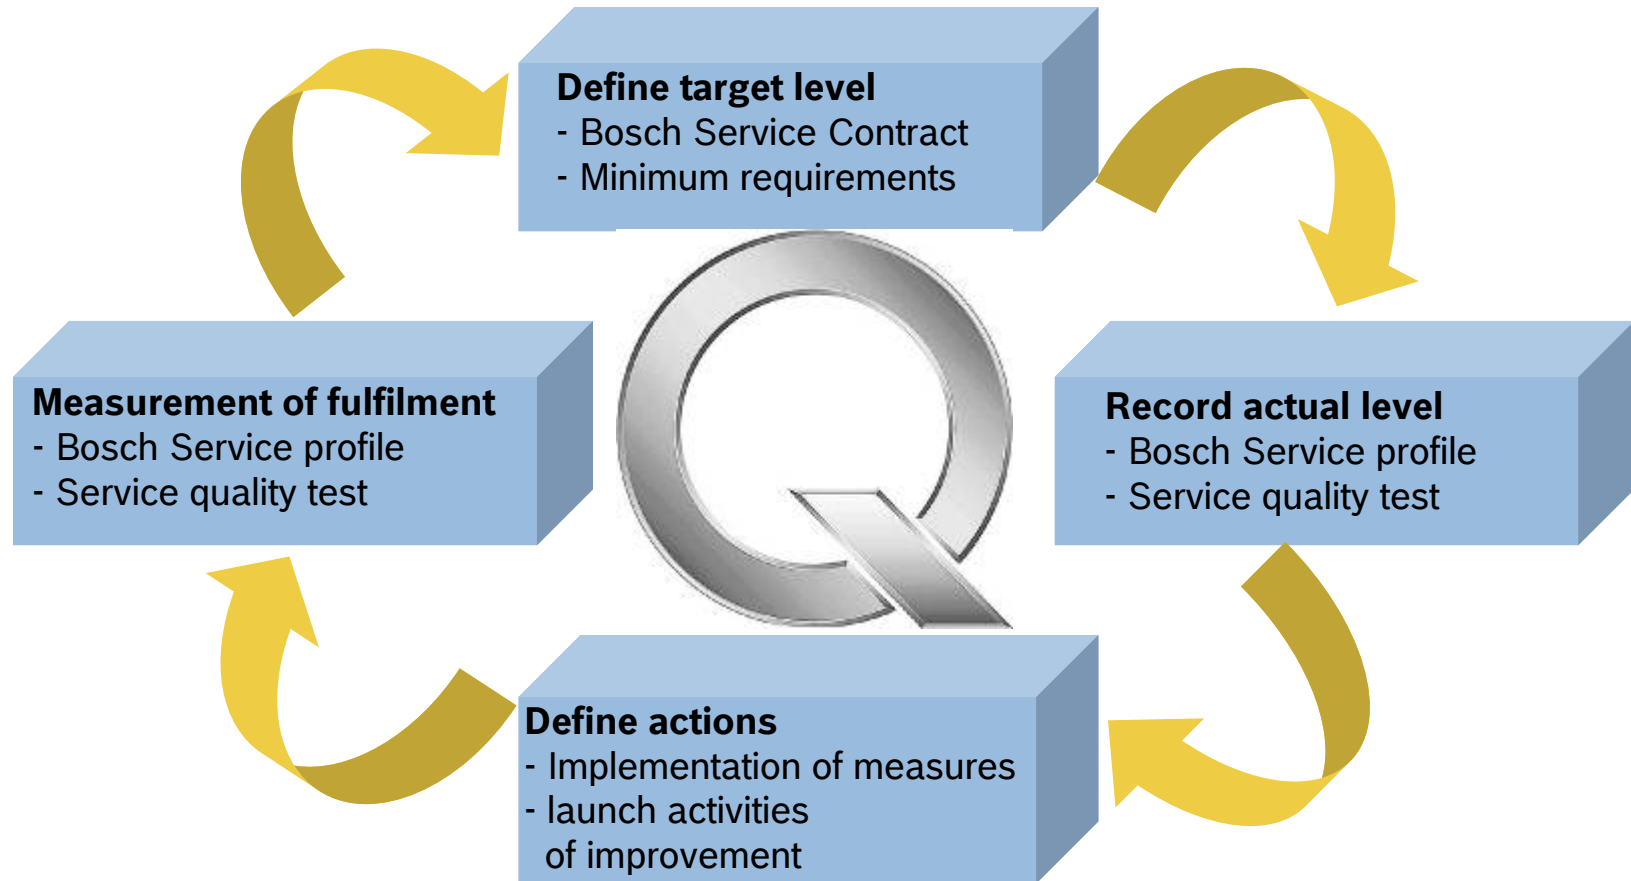 Define target level
- Bosch Service Contract
- Minimum requirements
Measurement of fulfilment
- Bosch Service profile
- Service quality test
Record actual level
- Bosch Service profile
- Service quality test
Q
Define actions
- Implementation of measures
- launch activities
of improvement